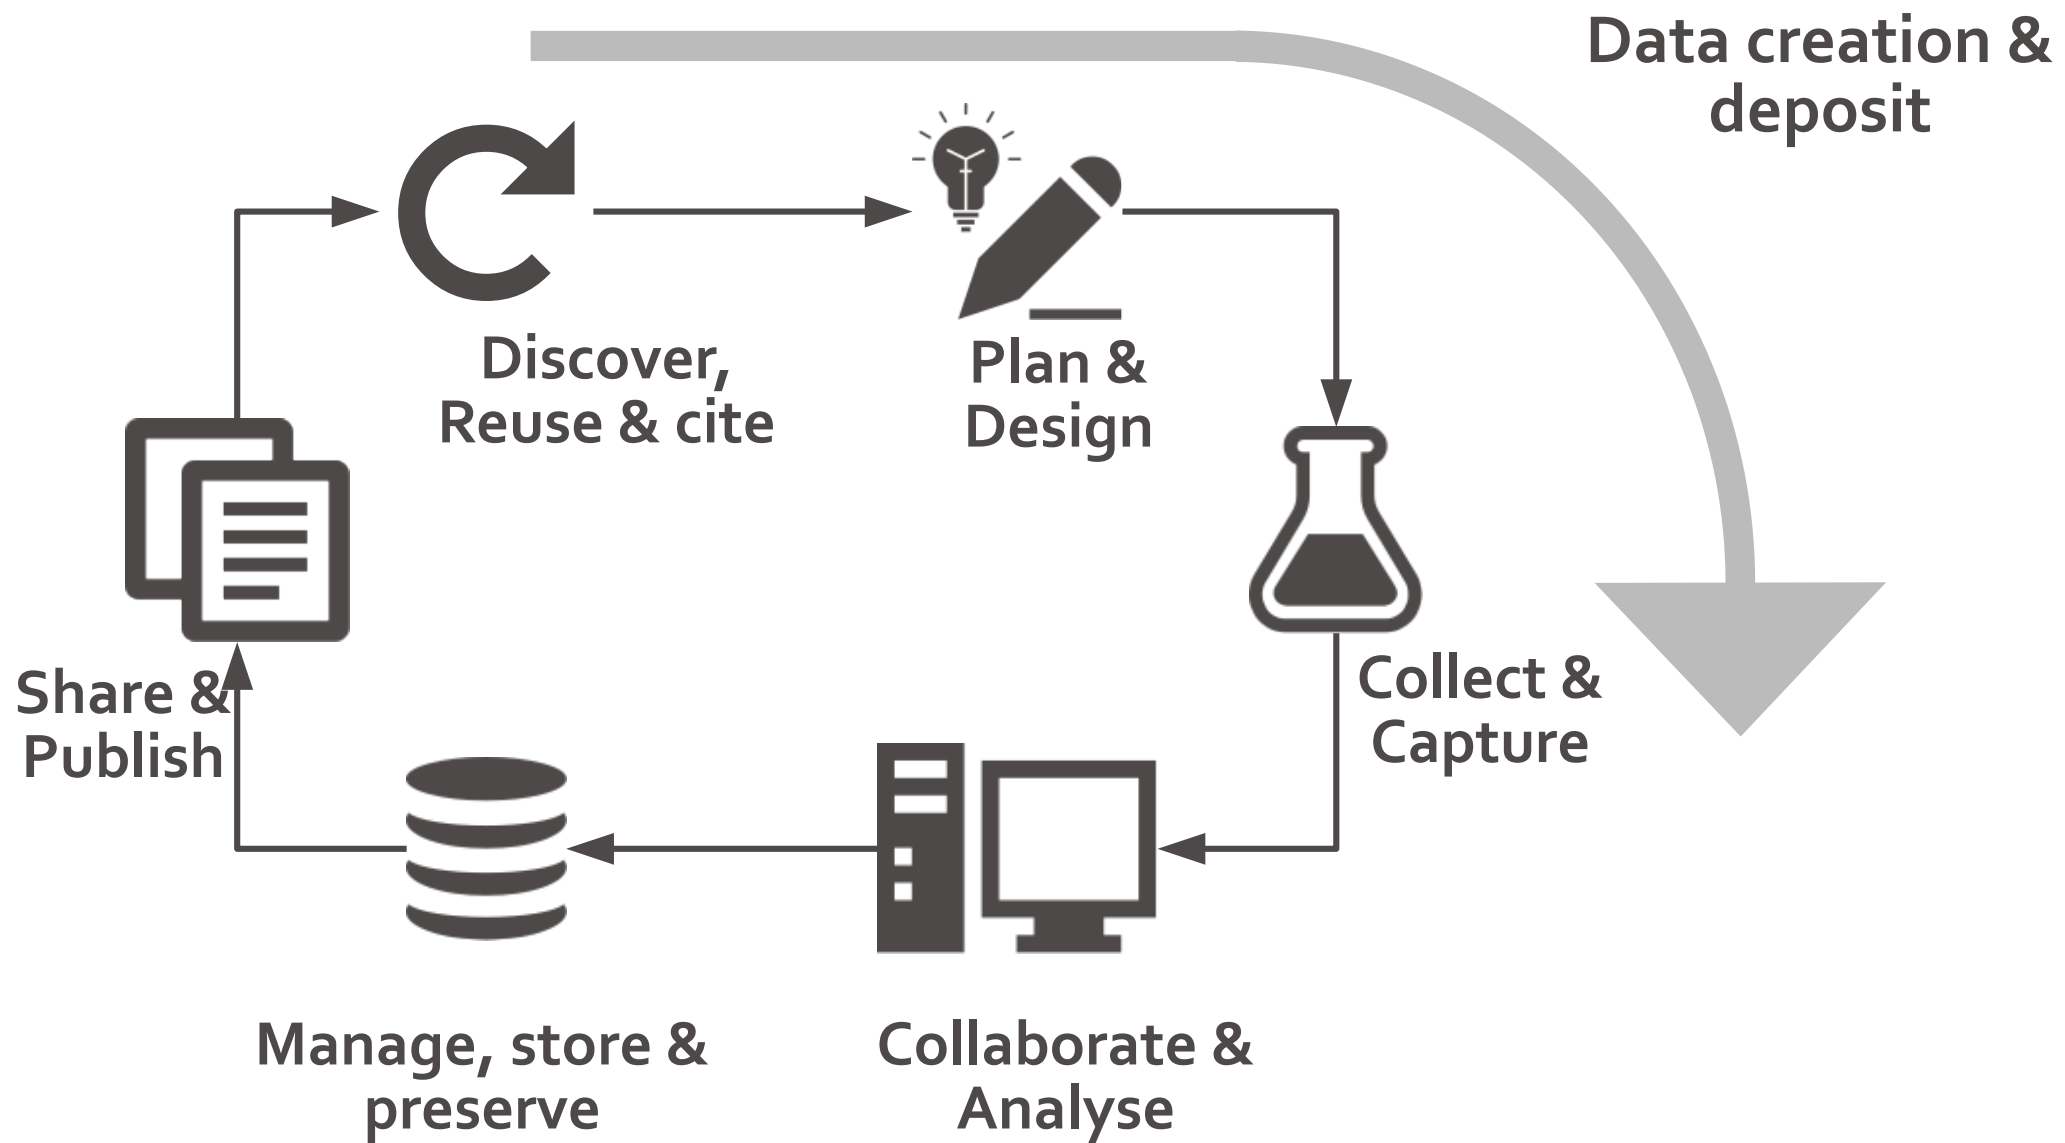 Data creation &
deposit
Discover,
Reuse & cite
Plan &
Design
Share &
Publish
Collect &
Capture
Manage, store &
preserve
Collaborate &
Analyse